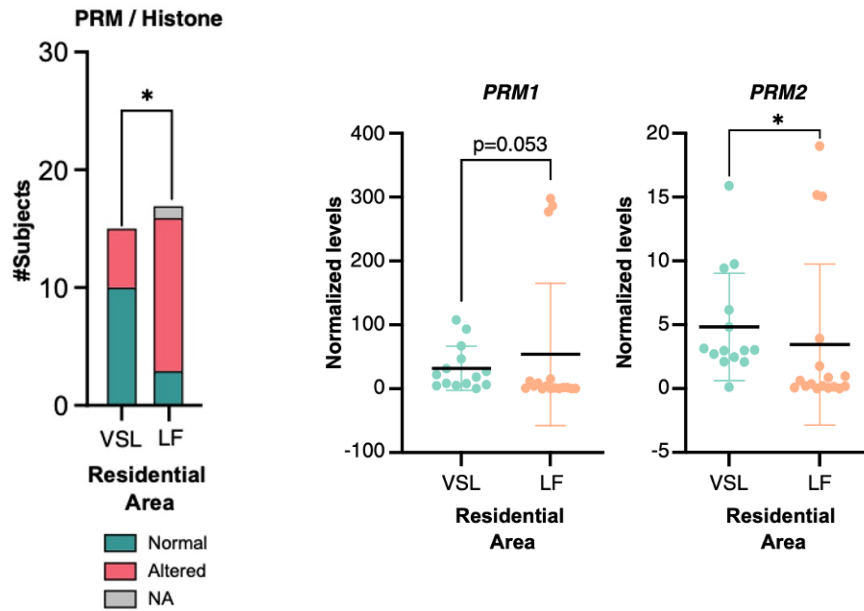 PRM / Histone
30
20
10
0
#Subjects
*
VSL LF
Residential
Area
Normal
Altered
NA
PRM1
400
300
200
100
0
-100
Normalized levels
p=0.053
VSL LF
Residential
Area
PRM2
20
15
10
5
0
-5
Normalized levels
*
VSL LF
Residential
Area